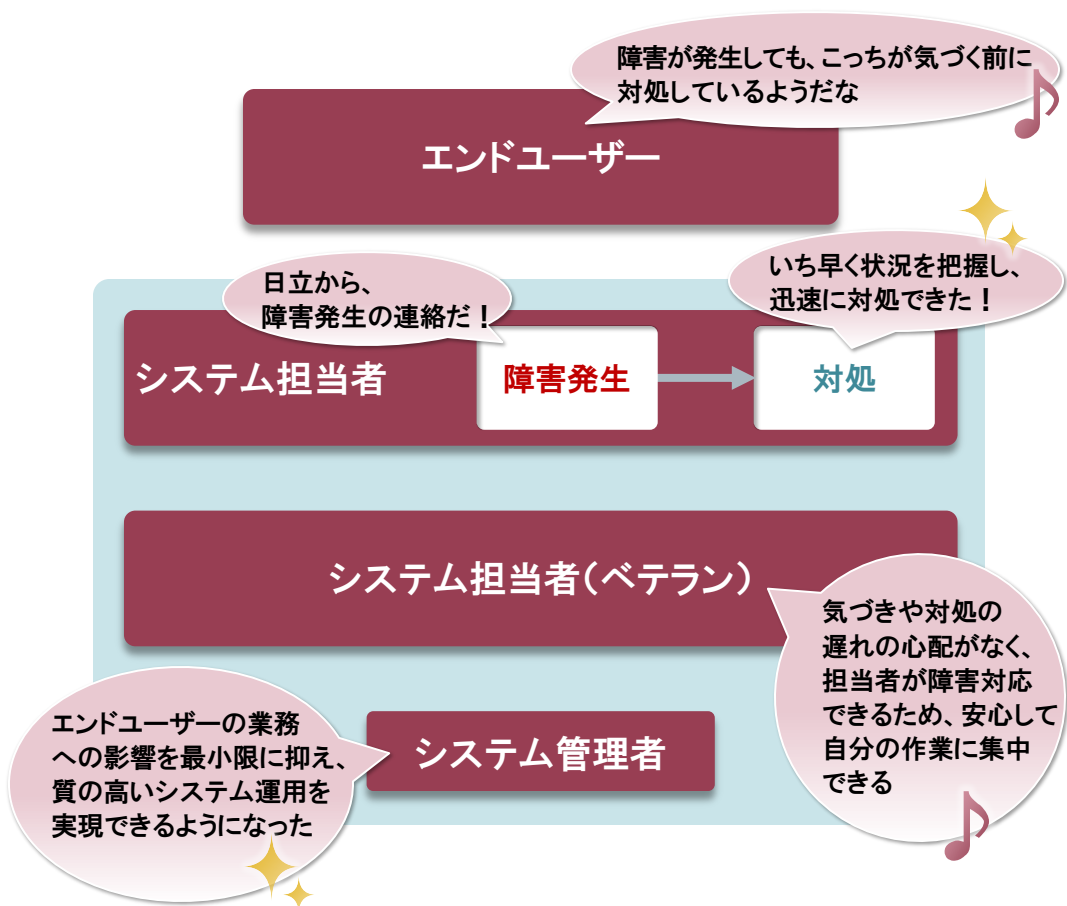 障害が発生しても、こっちが気づく前に
対処しているようだな
エンドユーザー
日立から、
障害発生の連絡だ！
いち早く状況を把握し、
迅速に対処できた！
システム担当者
障害発生
対処
システム担当者（ベテラン）
気づきや対処の
遅れの心配がなく、
担当者が障害対応
できるため、安心して
自分の作業に集中
できる
エンドユーザーの業務
への影響を最小限に抑え、
質の高いシステム運用を
実現できるようになった
システム管理者